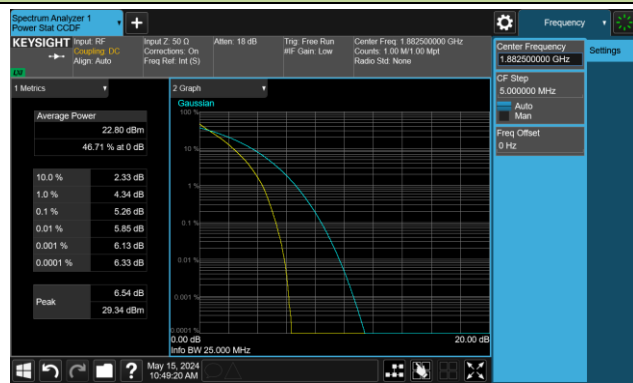 Spectrum Analyzer 1
Power Stat CCDF
Frequency
KEYSIGHT
Input: RF
Coupling: DC
Align: Auto
Input Z: 50 Ω
Corrections: On
Freq Ref: Int (S)
Atten: 18 dB
Trig: Free Run
#IF Gain: Low
Center Freq: 1.882500000 GHz
Counts: 1.00 M/1.00 Mpt
Radio Std: None
Center Frequency
1.882500000 GHz
Settings
CF Step
5.000000 MHz
Auto
Man
Freq Offset
0 Hz
1 Metrics
Average Power
22.80 dBm
46.71 % at 0 dB
10.0 % 2.33 dB
1.0 % 4.34 dB
0.1 % 5.26 dB
0.01 % 5.85 dB
0.001 % 6.13 dB
0.0001 % 6.33 dB
Peak
6.54 dB
29.34 dBm
2 Graph
Gaussian
100 %
10 %
1 %
0.1 %
0.01 %
0.001 %
0.0001 %
0.00 dB
20.00 dB
Info BW 25.000 MHz
May 15, 2024
10:49:20 AM